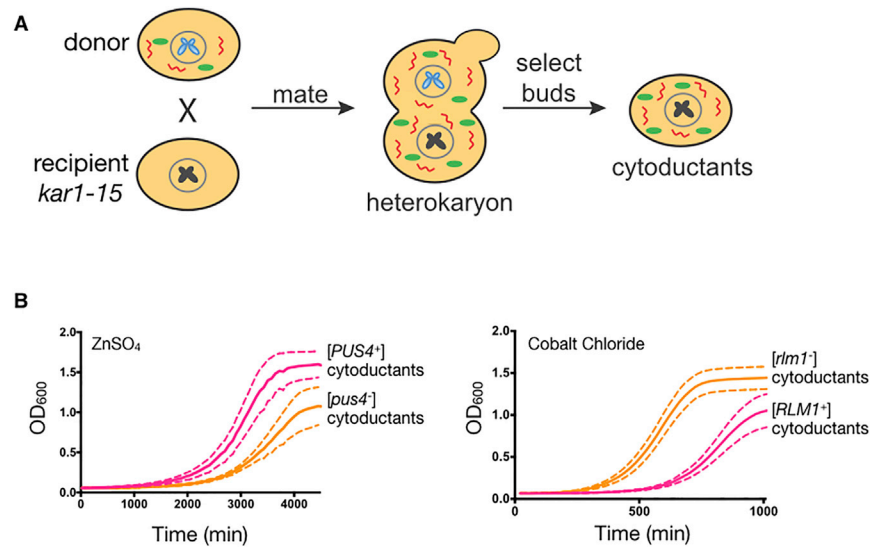 A
donor
X
recipient
kar1-15
mate
heterokaryon
select
buds
cytoductants
B
ZnSO₄
OD₆₀₀
2.0
1.5
1.0
0.5
0.0
0 1000 2000 3000 4000
Time (min)
[PUS4⁺]
cytoductants
[pus4⁻]
cytoductants
Cobalt Chloride
OD₆₀₀
2.0
1.5
1.0
0.5
0.0
0 500 1000
Time (min)
[rlm1⁻]
cytoductants
[RLM1⁺]
cytoductants